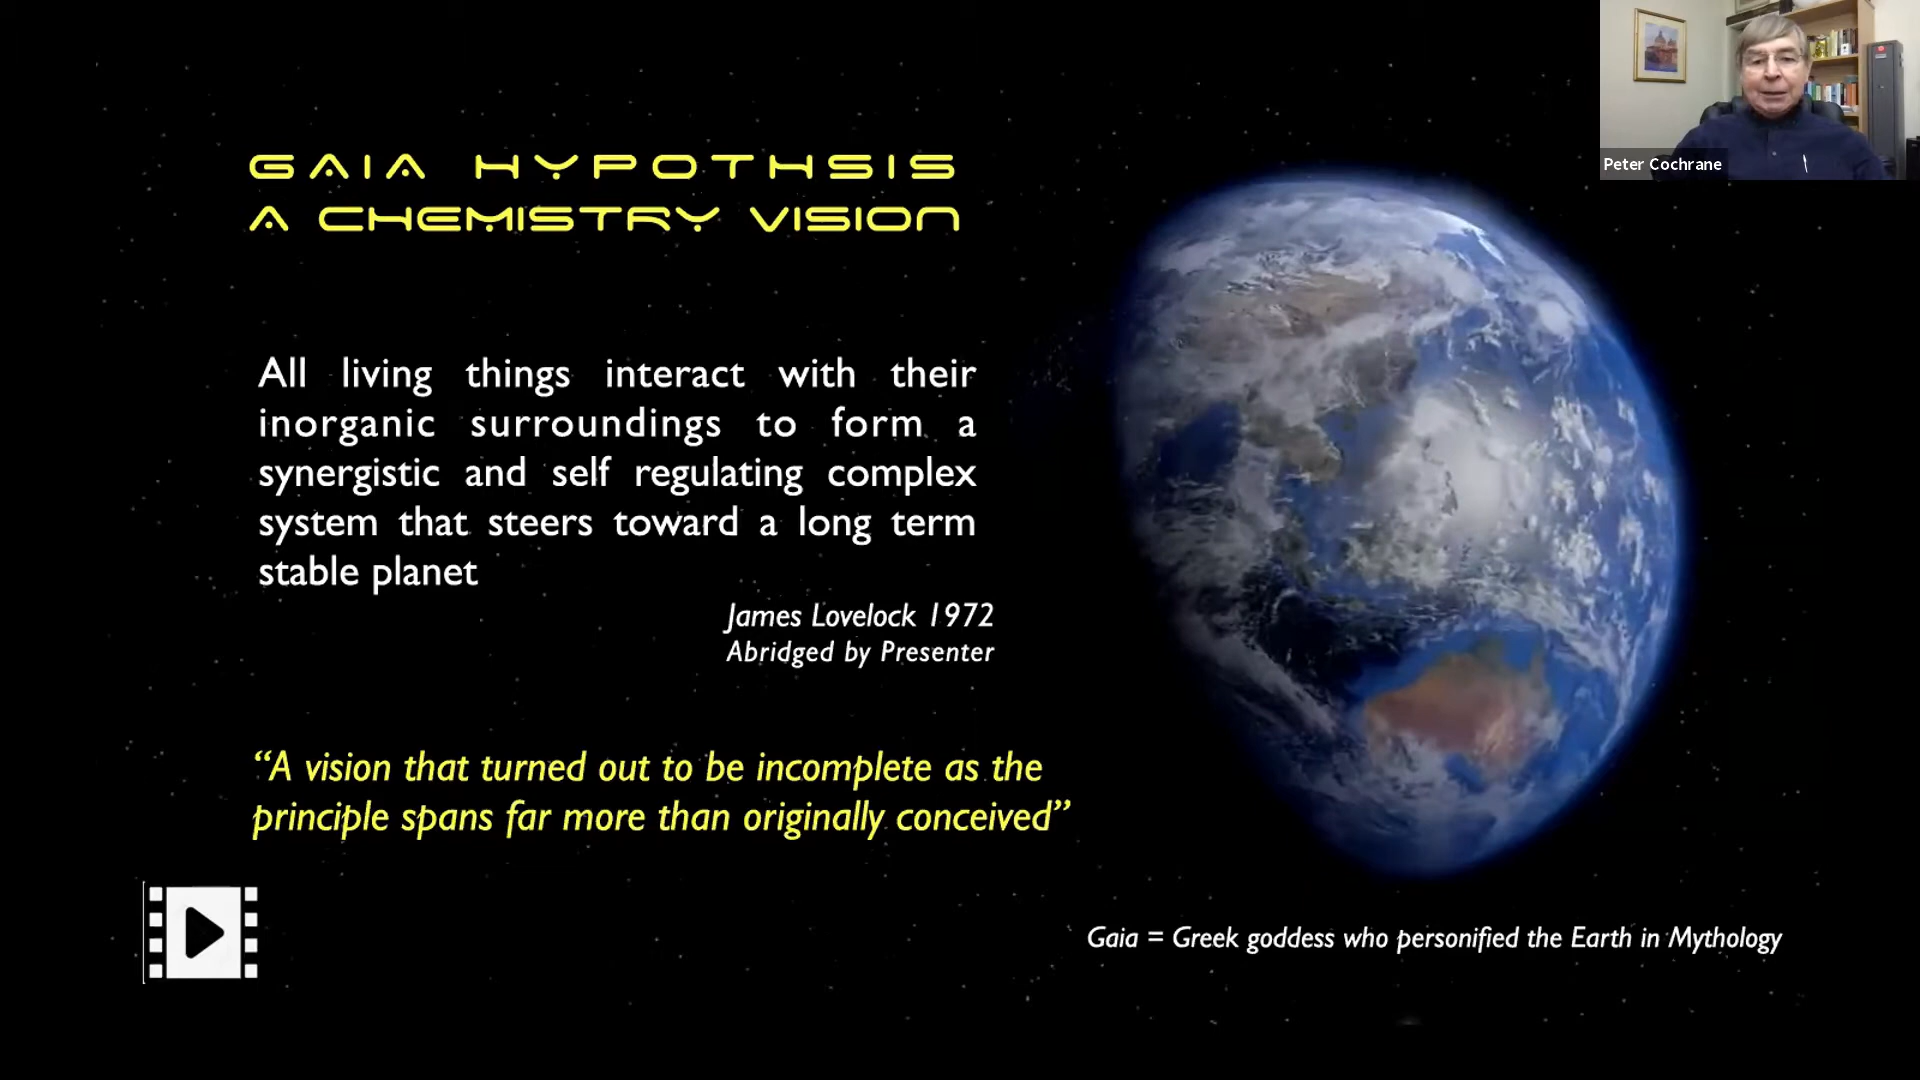 GAIA HYPOTHSIS
A CHEMISTRY VISION
All living things interact with their
inorganic surroundings to form a
synergistic and self regulating complex
system that steers toward a long term
stable planet
James Lovelock 1972
Abridged by Presenter
“A vision that turned out to be incomplete as the
principle spans far more than originally conceived”
Gaia = Greek goddess who personified the Earth in Mythology
Peter Cochrane